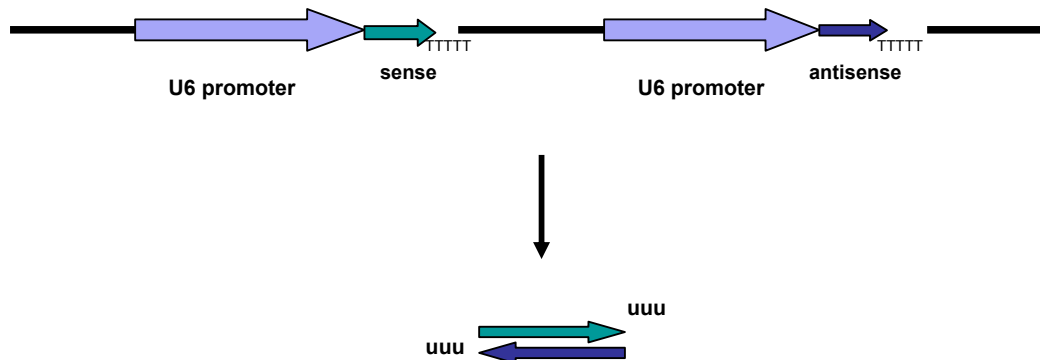 TTTTT
TTTTT
sense
antisense
U6 promoter
U6 promoter
uuu
uuu